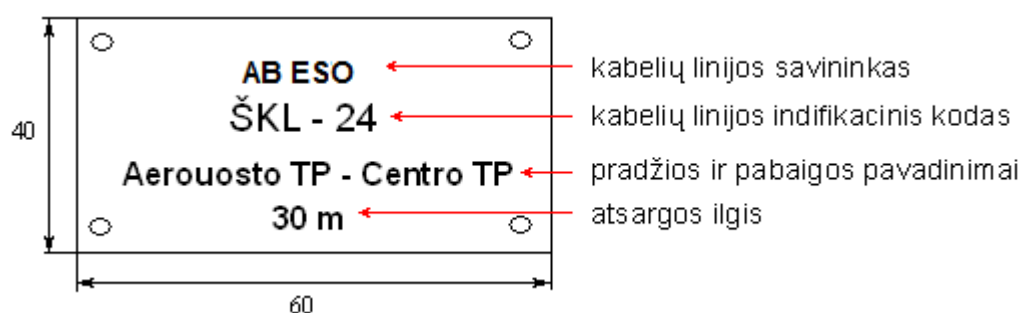 AB ESO
kabelių linijos savininkas
ŠKL - 24
kabelių linijos indifikacinis kodas
40
Aerouosto TP - Centro TP
pradžios ir pabaigos pavadinimai
30 m
atsargos ilgis
60